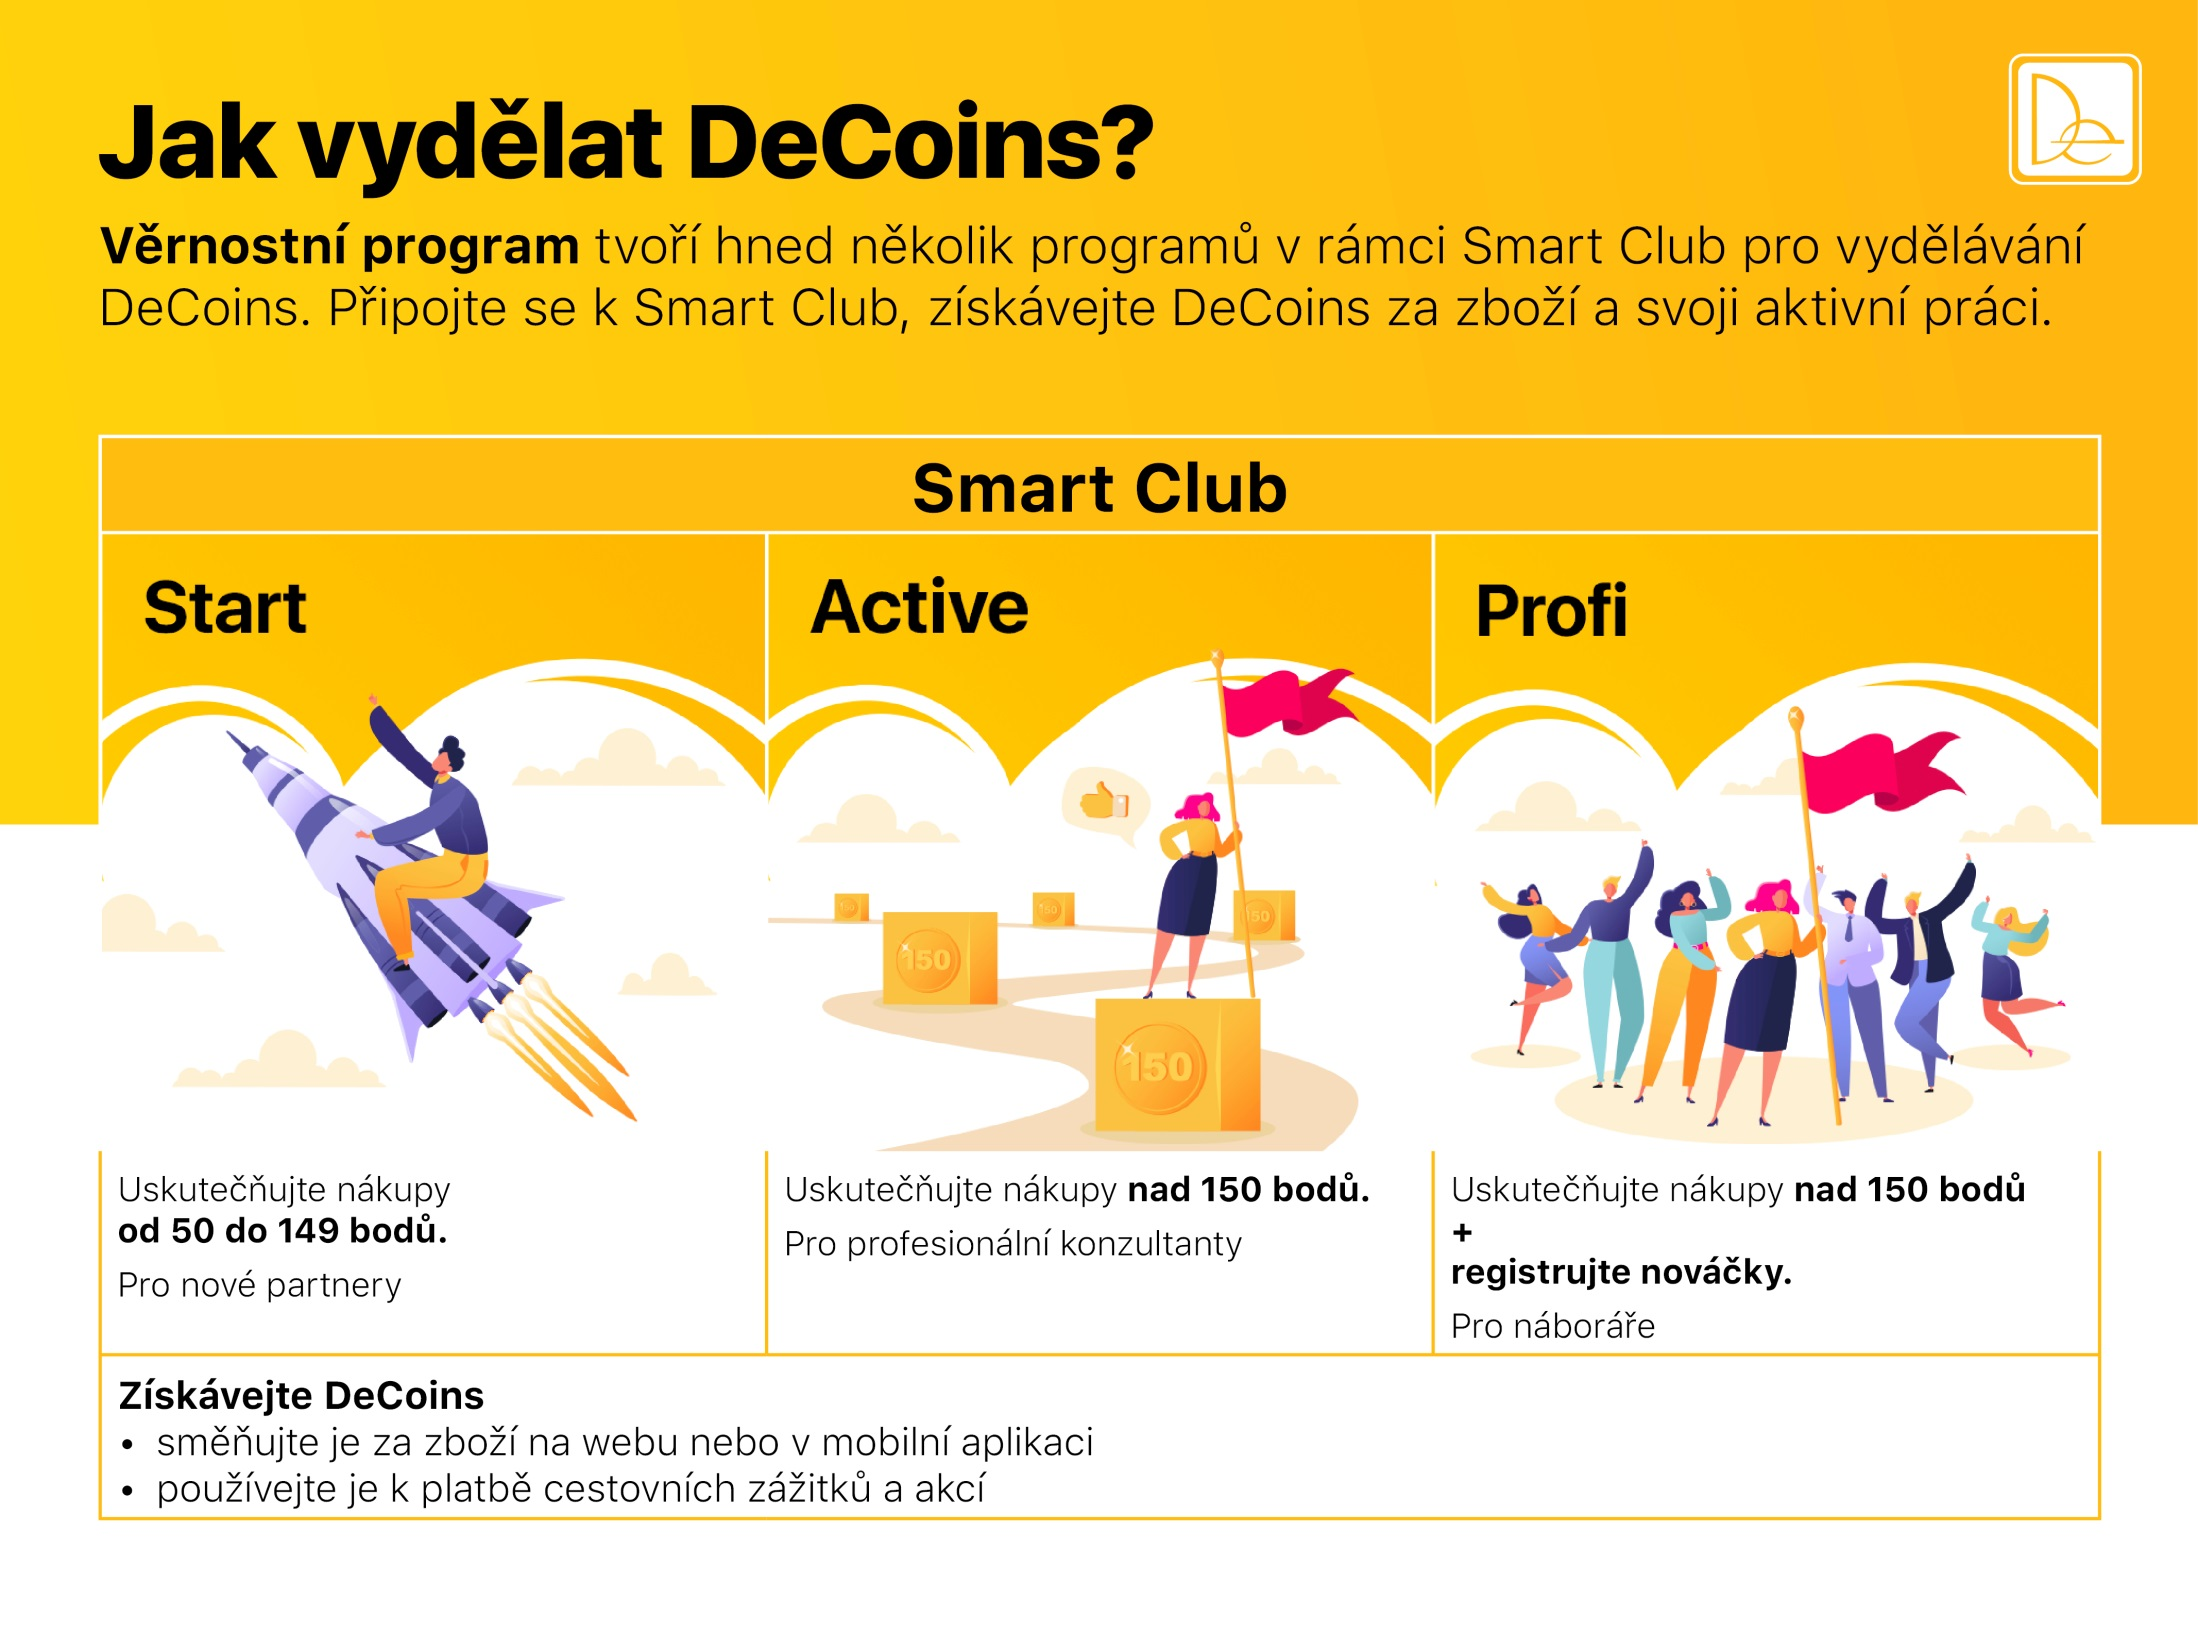 Jak vydělat DeCoins?
Věrnostní program tvoří hned několik programů v rámci Smart Club pro vydělávání
DeCoins. Připojte se k Smart Club, získávejte DeCoins za zboží a svoji aktivní práci.
De
Smart Club
Start
Active
Profi
150
150
150
150
150
Uskutečňujte nákupy
od 50 do 149 bodů.
Pro nové partnery
Uskutečňujte nákupy nad 150 bodů.
Pro profesionální konzultanty
Uskutečňujte nákupy nad 150 bodů
+
registrujte nováčky.
Pro náboráře
Získávejte DeCoins
• směňujte je za zboží na webu nebo v mobilní aplikaci
• používejte je k platbě cestovních zážitků a akcí